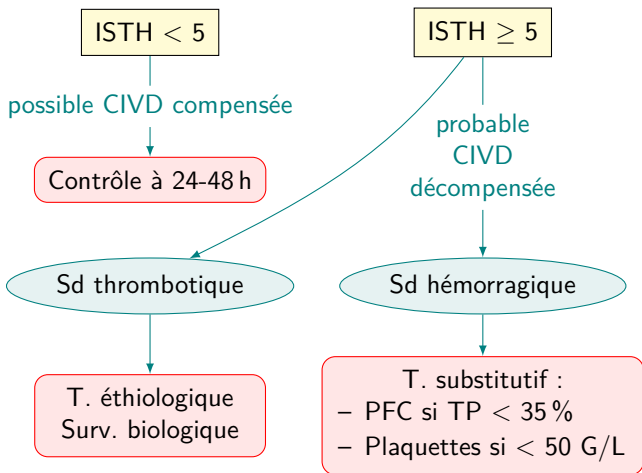 ISTH < 5
ISTH ≥ 5
possible CIVD compensée
probable
CIVD
décompensée
Contrôle à 24-48 h
Sd thrombotique
Sd hémorragique
T. éthiologique
Surv. biologique
T. substitutif :
– PFC si TP < 35 %
– Plaquettes si < 50 G/L